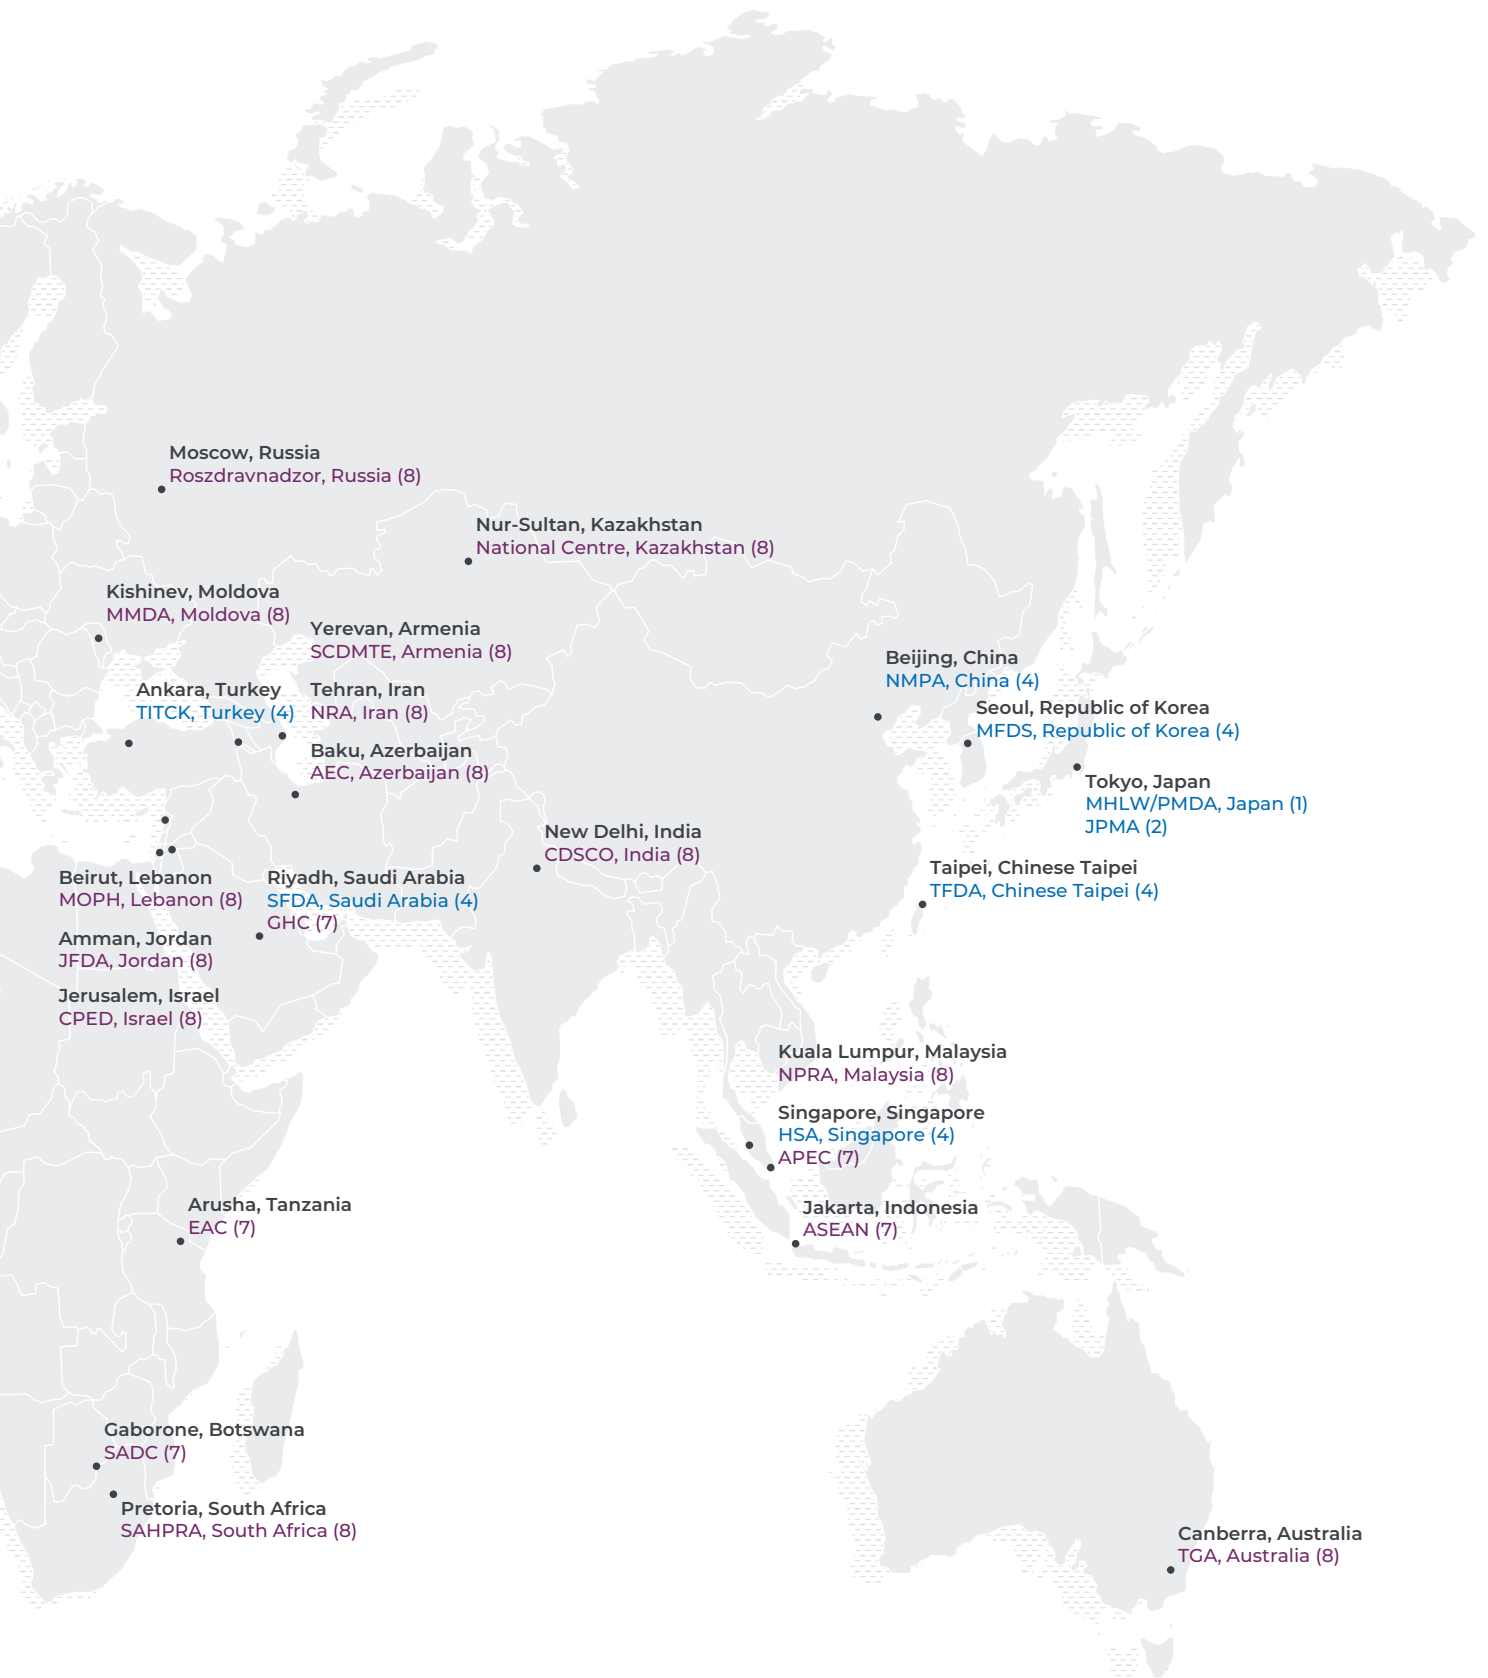 Moscow, Russia
Roszdravnadzor, Russia (8)
Nur-Sultan, Kazakhstan
National Centre, Kazakhstan (8)
Kishinev, Moldova
MMDA, Moldova (8)
Yerevan, Armenia
SCDMTE, Armenia (8)
Ankara, Turkey
TITCK, Turkey (4)
Tehran, Iran
NRA, Iran (8)
Baku, Azerbaijan
AEC, Azerbaijan (8)
Beijing, China
NMPA, China (4)
Seoul, Republic of Korea
MFDS, Republic of Korea (4)
Tokyo, Japan
MHLW/PMDA, Japan (1)
JPMA (2)
New Delhi, India
CDSCO, India (8)
Taipei, Chinese Taipei
TFDA, Chinese Taipei (4)
Beirut, Lebanon
MOPH, Lebanon (8)
Riyadh, Saudi Arabia
SFDA, Saudi Arabia (4)
GHC (7)
Amman, Jordan
JFDA, Jordan (8)
Jerusalem, Israel
CPED, Israel (8)
Kuala Lumpur, Malaysia
NPRA, Malaysia (8)
Singapore, Singapore
HSA, Singapore (4)
APEC (7)
Jakarta, Indonesia
ASEAN (7)
Arusha, Tanzania
EAC (7)
Gaborone, Botswana
SADC (7)
Pretoria, South Africa
SAHPRA, South Africa (8)
Canberra, Australia
TGA, Australia (8)